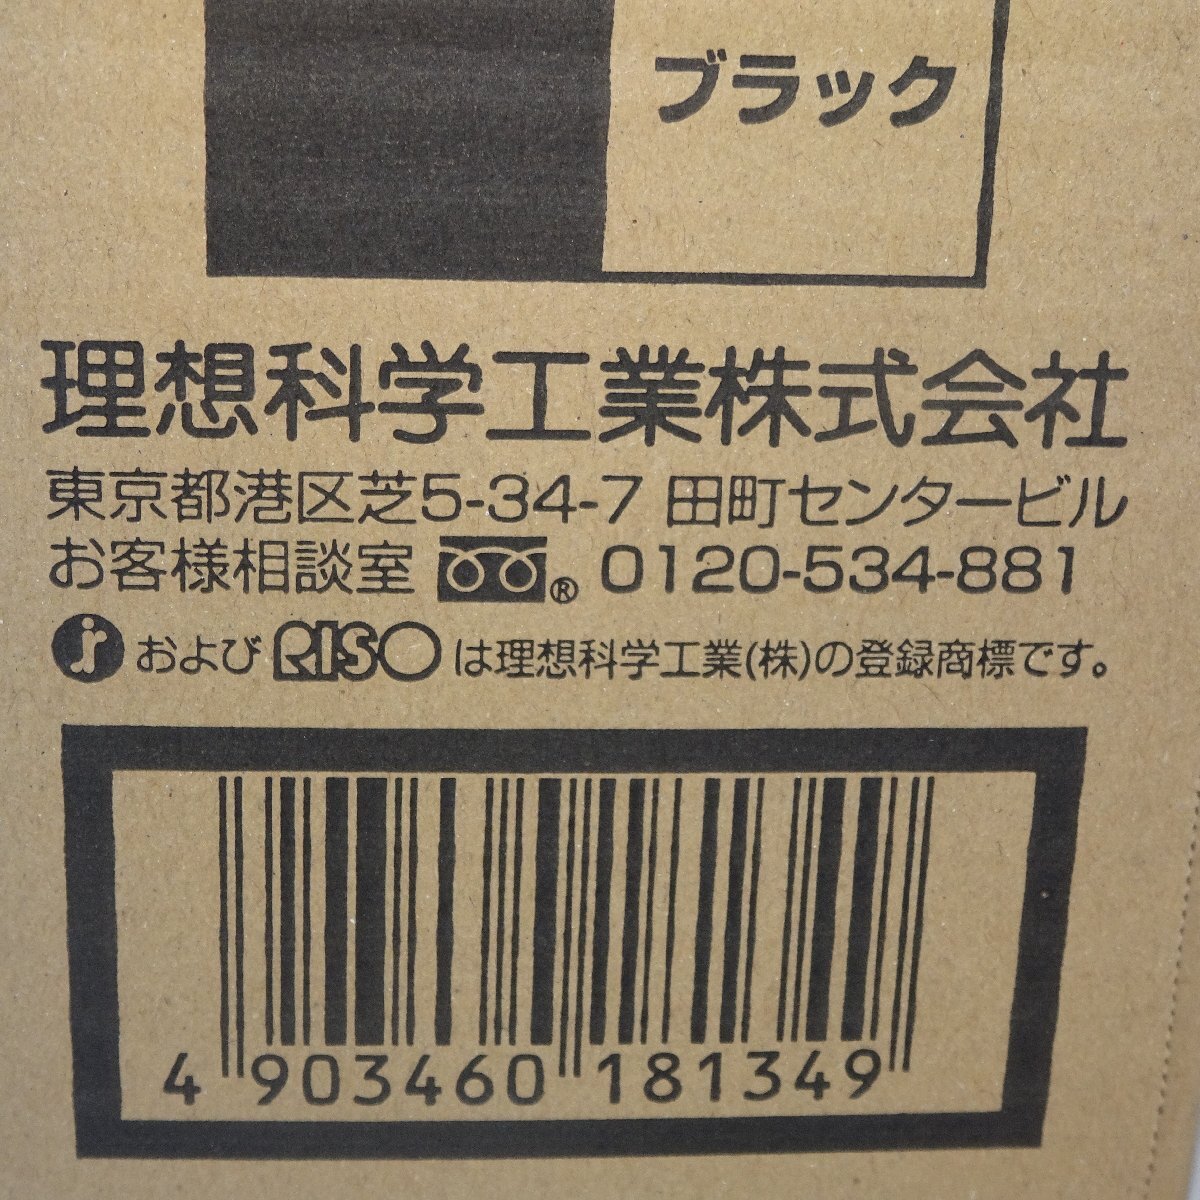 ブラック
理想科学工業株式会社
東京都港区芝5-34-7 田町センタービル
お客様相談室 ® 0120-534-881
および RISO は理想科学工業(株)の登録商標です。
4 903460 181349